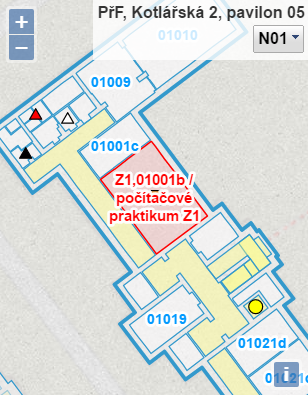 PřF, Kotlářská 2, pavilon 05
+
−
N01
01010
01009
01001c
Z1,01001b /
počítačové
praktikum Z1
01019
01021d
i